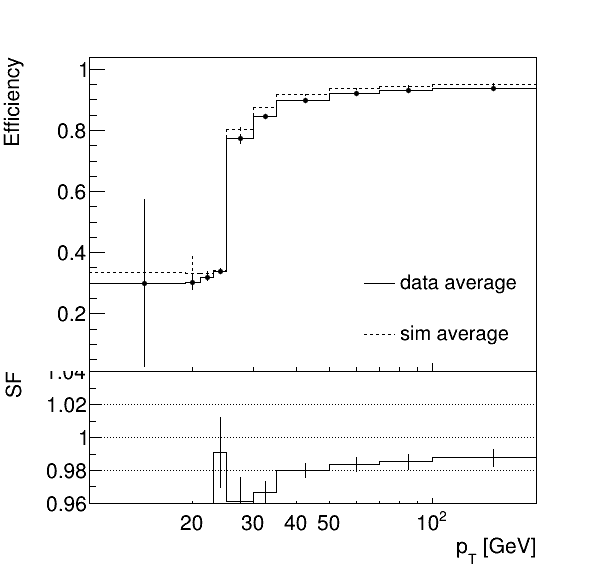 Efficiency
1
0.8
0.6
0.4
0.2
data average
sim average
SF
1.04
1.02
1
0.98
0.96
20 30 40 50 10²
p_T [GeV]